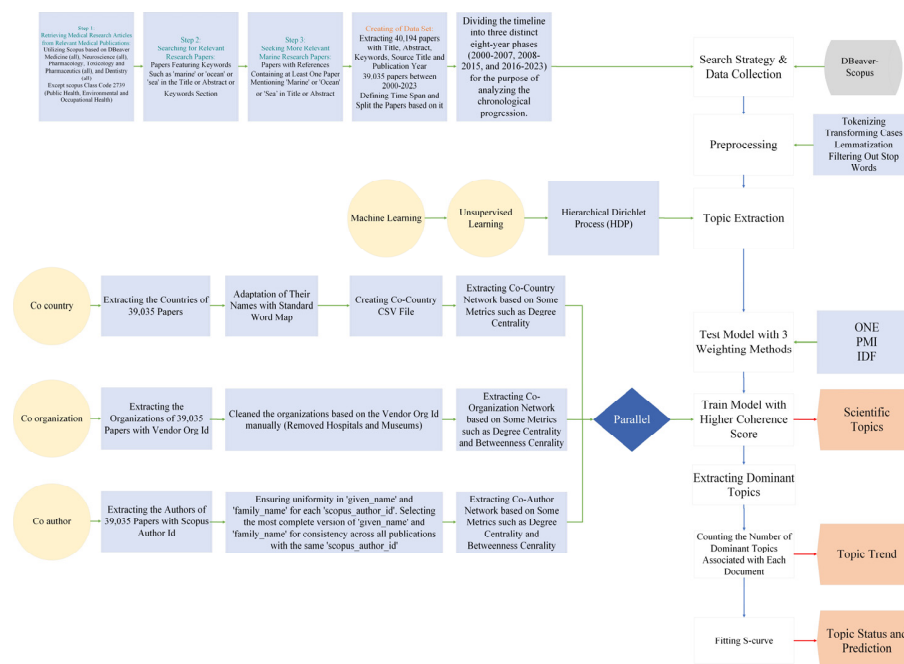 Step 1:
Retrieving Medical Research Articles
from Relevant Medical Publications:
Utilizing Scopus based on DBeaver
Medicine (all), Neuroscience (all),
Pharmacology, Toxicology and
Pharmaceutics (all), and Dentistry
(all)
Except scopus Class Code 2739
(Public Health, Environmental and
Occupational Health)
Step 2:
Searching for Relevant
Research Papers:
Papers Featuring Keywords
Such as 'marine' or 'ocean' or
'sea' in the Title or Abstract or
Keywords Section
Step 3:
Seeking More Relevant
Marine Research Papers:
Papers with References
Containing at Least One Paper
Mentioning 'Marine' or 'Ocean'
or 'Sea' in Title or Abstract
Creating of Data Set:
Extracting 40,194 papers
with Title, Abstract,
Keywords, Source Title and
Publication Year
39.035 papers between
2000-2023
Defining Time Span and
Split the Papers based on it
Dividing the timeline
into three distinct
eight-year phases
(2000-2007, 2008-
2015, and 2016-2023)
for the purpose of
analyzing the
chronological
progression.
Search Strategy &
Data Collection
DBeaver-
Scopus
Preprocessing
Tokenizing
Transforming Cases
Lemmatization
Filtering Out Stop
Words
Machine Learning
Unsupervised
Learning
Hierarchical Dirichlet
Process (HDP)
Topic Extraction
Co country
Extracting the Countries of
39,035 Papers
Adaptation of Their
Names with Standard
Word Map
Creating Co-Country
CSV File
Extracting Co-Country
Network based on Some
Metrics such as Degree
Centrality
Test Model with 3
Weighting Methods
ONE
PMI
IDF
Co organization
Extracting the
Organizations of 39,035
Papers with Vendor Org Id
Cleaned the organizations based on the Vendor Org Id
manually (Removed Hospitals and Museums)
Extracting Co-
Organization Network
based on Some Metrics
such as Degree Centrality
and Betweenness Cenrality
Parallel
Train Model with
Higher Coherence
Score
Scientific
Topics
Extracting Dominant
Topics
Co author
Extracting the Authors of
39,035 Papers with Scopus
Author Id
Ensuring uniformity in 'given_name' and
'family_name' for each 'scopus_author_id'. Selecting
the most complete version of 'given_name' and
'family_name' for consistency across all publications
with the same 'scopus_author_id'
Extracting Co-Author
Network based on Some
Metrics such as Degree
Centrality and
Betweenness Centrality
Counting the Number of
Dominant Topics
Associated with Each
Document
Topic Trend
Fitting S-curve
Topic Status and
Prediction